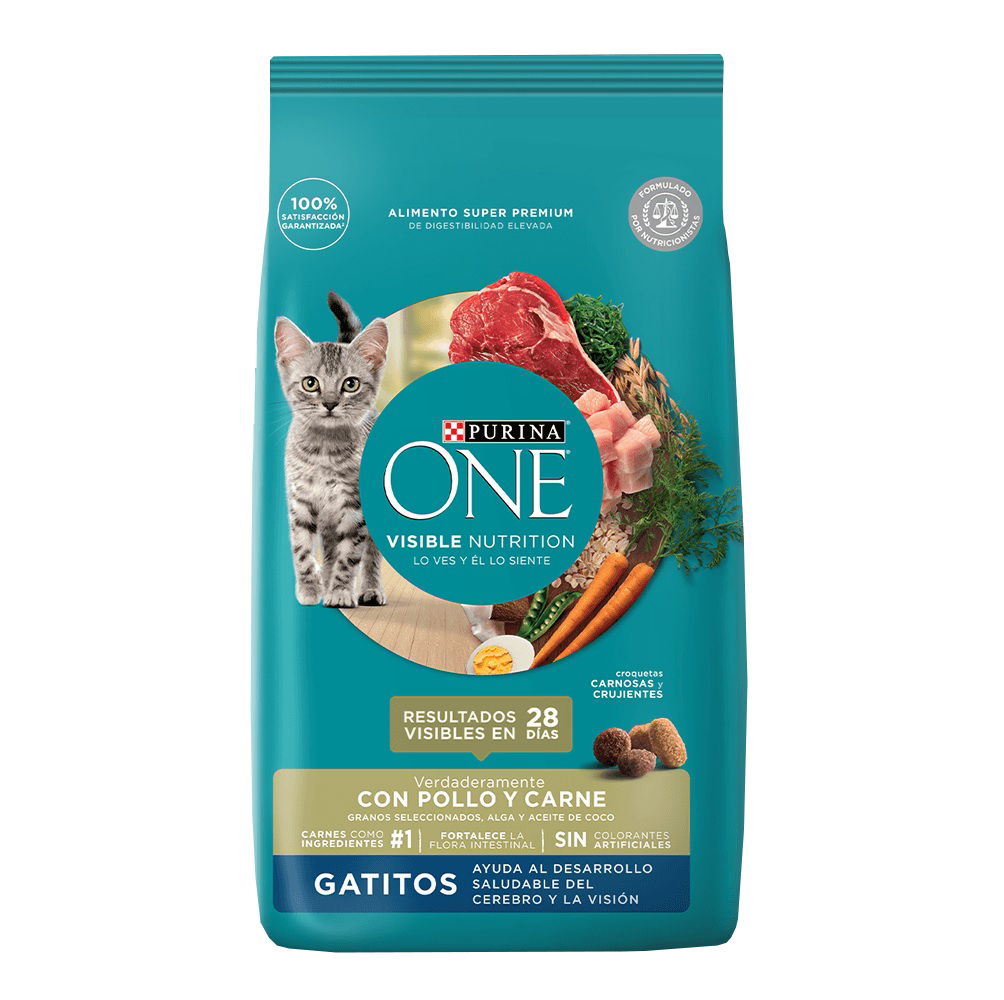 100%
SATISFACCIÓN
GARANTIZADA²
ALIMENTO SUPER PREMIUM
DE DIGESTIBILIDAD ELEVADA
FORMULADO
POR NUTRICIONISTAS
PURINA
ONE®
VISIBLE NUTRITION
LO VES Y ÉL LO SIENTE
croquetas
CARNOSAS y
CRUJIENTES
RESULTADOS
VISIBLES EN
28
DÍAS
Verdaderamente
CON POLLO Y CARNE
GRANOS SELECCIONADOS, ALGA Y ACEITE DE COCO
CARNES COMO
INGREDIENTES
#1
FORTALECE LA
FLORA INTESTINAL
SIN
COLORANTES
ARTIFICIALES
GATITOS
AYUDA AL DESARROLLO
SALUDABLE DEL
CEREBRO Y LA VISIÓN